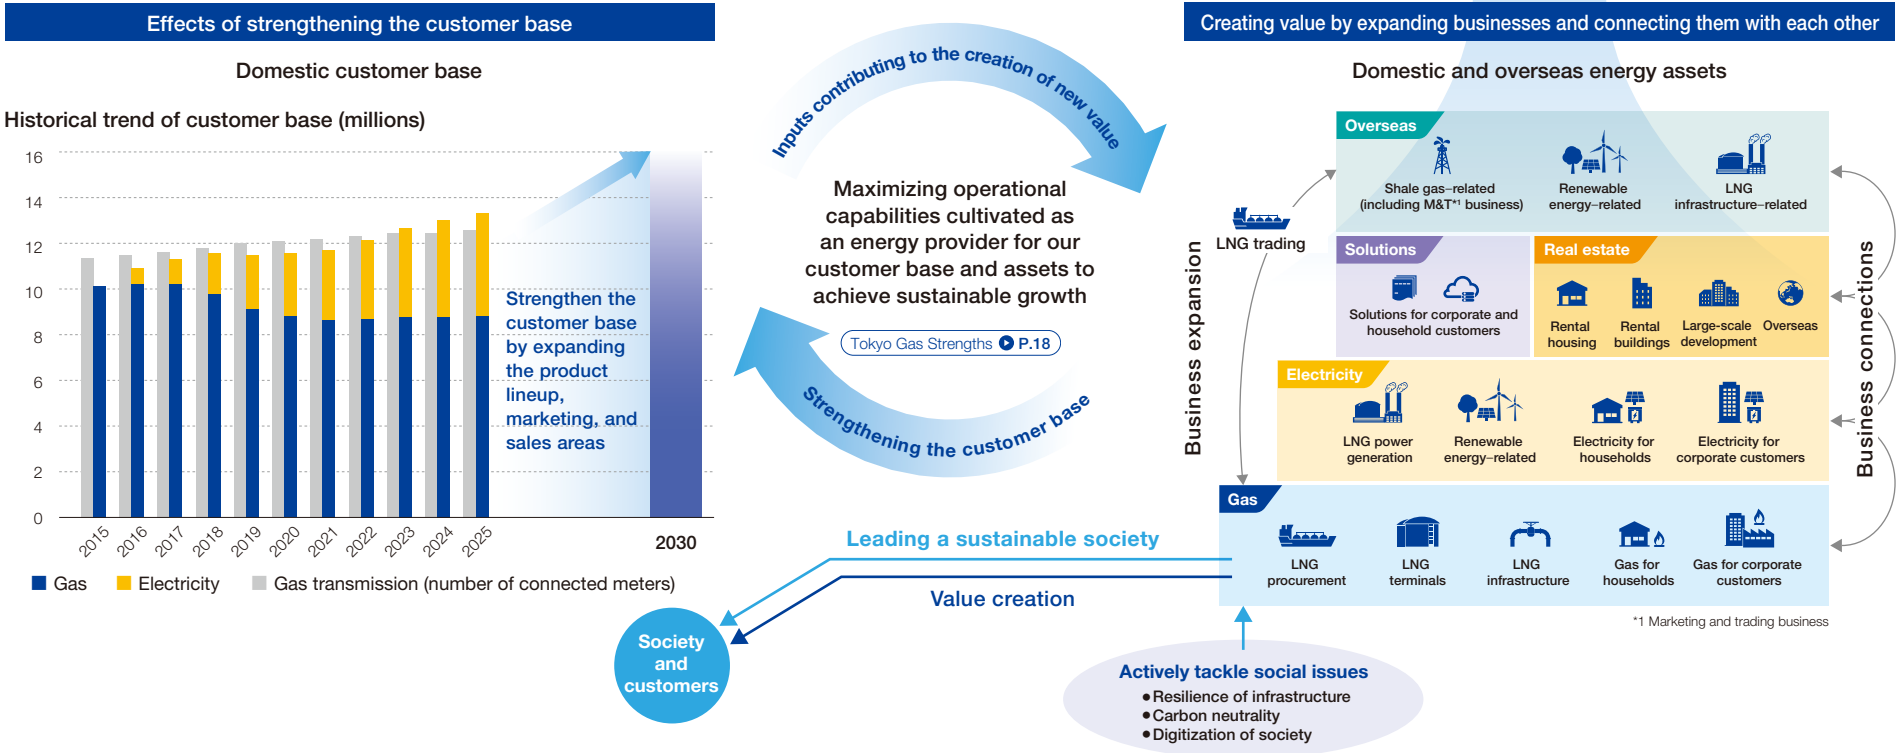 Effects of strengthening the customer base
Domestic customer base
Historical trend of customer base (millions)
16
14
12
10
8
6
4
2
0
2015
2016
2017
2018
2019
2020
2021
2022
2023
2024
2025
2030
Strengthen the
customer base
by expanding
the product
lineup,
marketing, and
sales areas
Gas
Electricity
Gas transmission (number of connected meters)
Inputs contributing to the creation of new value
Maximizing operational
capabilities cultivated as
an energy provider for our
customer base and assets to
achieve sustainable growth
Tokyo Gas Strengths P.18
Strengthening the customer base
Leading a sustainable society
Value creation
Society
and
customers
Creating value by expanding businesses and connecting them with each other
Domestic and overseas energy assets
Business expansion
LNG trading
Overseas
Shale gas–related
(including M&T*1 business)
Renewable
energy–related
LNG
infrastructure–related
Solutions
Solutions for corporate and
household customers
Real estate
Rental
housing
Rental
buildings
Large-scale
development
Overseas
Electricity
LNG power
generation
Renewable
energy–related
Electricity for
households
Electricity for
corporate customers
Gas
LNG
procurement
LNG
terminals
LNG
infrastructure
Gas for
households
Gas for corporate
customers
Business connections
*1 Marketing and trading business
Actively tackle social issues
● Resilience of infrastructure
● Carbon neutrality
● Digitization of society